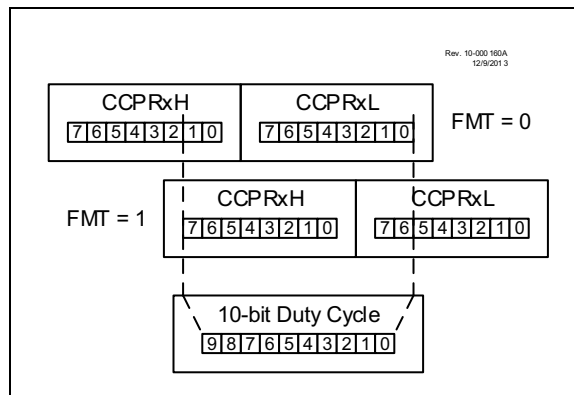 Rev. 10-000 160A
12/9/201 3
CCPRxH CCPRxL
7 6 5 4 3 2 1 0 7 6 5 4 3 2 1 0 FMT = 0
CCPRxH CCPRxL
FMT = 1 7 6 5 4 3 2 1 0 7 6 5 4 3 2 1 0
10-bit Duty Cycle
9 8 7 6 5 4 3 2 1 0